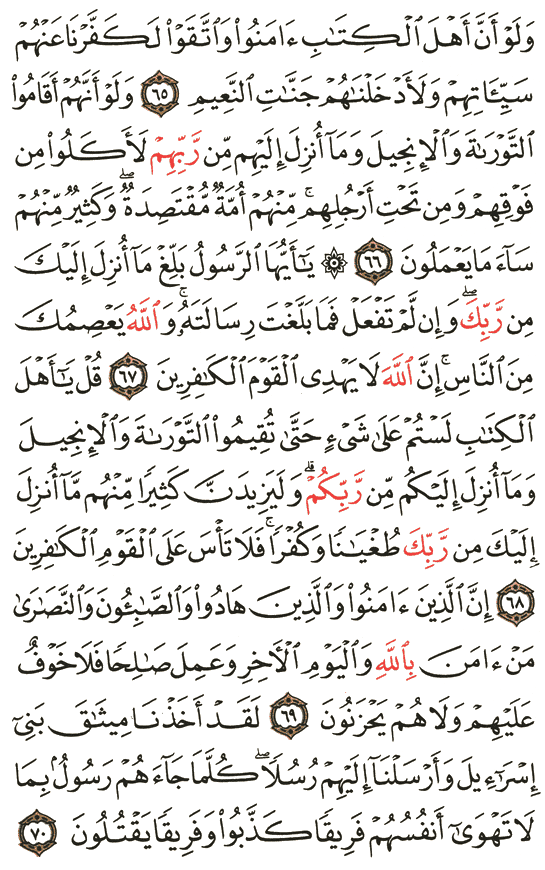 وَلَوۡ أَنَّ أَهۡلَ ٱلۡكِتَٰبِ ءَامَنُواْ وَٱتَّقَوۡاْ لَكَفَّرۡنَا عَنۡهُمۡ
سَيِّـَٔاتِهِمۡ وَلَأَدۡخَلۡنَٰهُمۡ جَنَّٰتِ ٱلنَّعِيمِ ٦٥ وَلَوۡ أَنَّهُمۡ أَقَامُواْ
ٱلتَّوۡرَىٰةَ وَٱلۡإِنجِيلَ وَمَآ أُنزِلَ إِلَيۡهِم مِّن رَّبِّهِمۡ لَأَكَلُواْ مِن
فَوۡقِهِمۡ وَمِن تَحۡتِ أَرۡجُلِهِمۚ مِّنۡهُمۡ أُمَّةٞ مُّقۡتَصِدَةٞۖ وَكَثِيرٞ مِّنۡهُمۡ
سَآءَ مَا يَعۡمَلُونَ ٦٦ ۞ يَٰٓأَيُّهَا ٱلرَّسُولُ بَلِّغۡ مَآ أُنزِلَ إِلَيۡكَ
مِن رَّبِّكَۖ وَإِن لَّمۡ تَفۡعَلۡ فَمَا بَلَّغۡتَ رِسَالَتَهُۥۚ وَٱللَّهُ يَعۡصِمُكَ
مِنَ ٱلنَّاسِۗ إِنَّ ٱللَّهَ لَا يَهۡدِي ٱلۡقَوۡمَ ٱلۡكَٰفِرِينَ ٦٧ قُلۡ يَٰٓأَهۡلَ
ٱلۡكِتَٰبِ لَسۡتُمۡ عَلَىٰ شَيۡءٍ حَتَّىٰ تُقِيمُواْ ٱلتَّوۡرَىٰةَ وَٱلۡإِنجِيلَ
وَمَآ أُنزِلَ إِلَيۡكُم مِّن رَّبِّكُمۡۗ وَلَيَزِيدَنَّ كَثِيرٗا مِّنۡهُم مَّآ أُنزِلَ
إِلَيۡكَ مِن رَّبِّكَ طُغۡيَٰنٗا وَكُفۡرٗاۖ فَلَا تَأۡسَ عَلَى ٱلۡقَوۡمِ ٱلۡكَٰفِرِينَ
٦٨ إِنَّ ٱلَّذِينَ ءَامَنُواْ وَٱلَّذِينَ هَادُواْ وَٱلصَّٰبِـُٔونَ وَٱلنَّصَٰرَىٰ
مَنۡ ءَامَنَ بِٱللَّهِ وَٱلۡيَوۡمِ ٱلۡأٓخِرِ وَعَمِلَ صَٰلِحٗا فَلَا خَوۡفٌ
عَلَيۡهِمۡ وَلَا هُمۡ يَحۡزَنُونَ ٦٩ لَقَدۡ أَخَذۡنَا مِيثَٰقَ بَنِيٓ
إِسۡرَٰٓءِيلَ وَأَرۡسَلۡنَآ إِلَيۡهِمۡ رُسُلٗاۖ كُلَّمَا جَآءَهُمۡ رَسُولُۢ بِمَا
لَا تَهۡوَىٰٓ أَنفُسُهُمۡ فَرِيقٗا كَذَّبُواْ وَفَرِيقٗا يَقۡتُلُونَ ٧٠